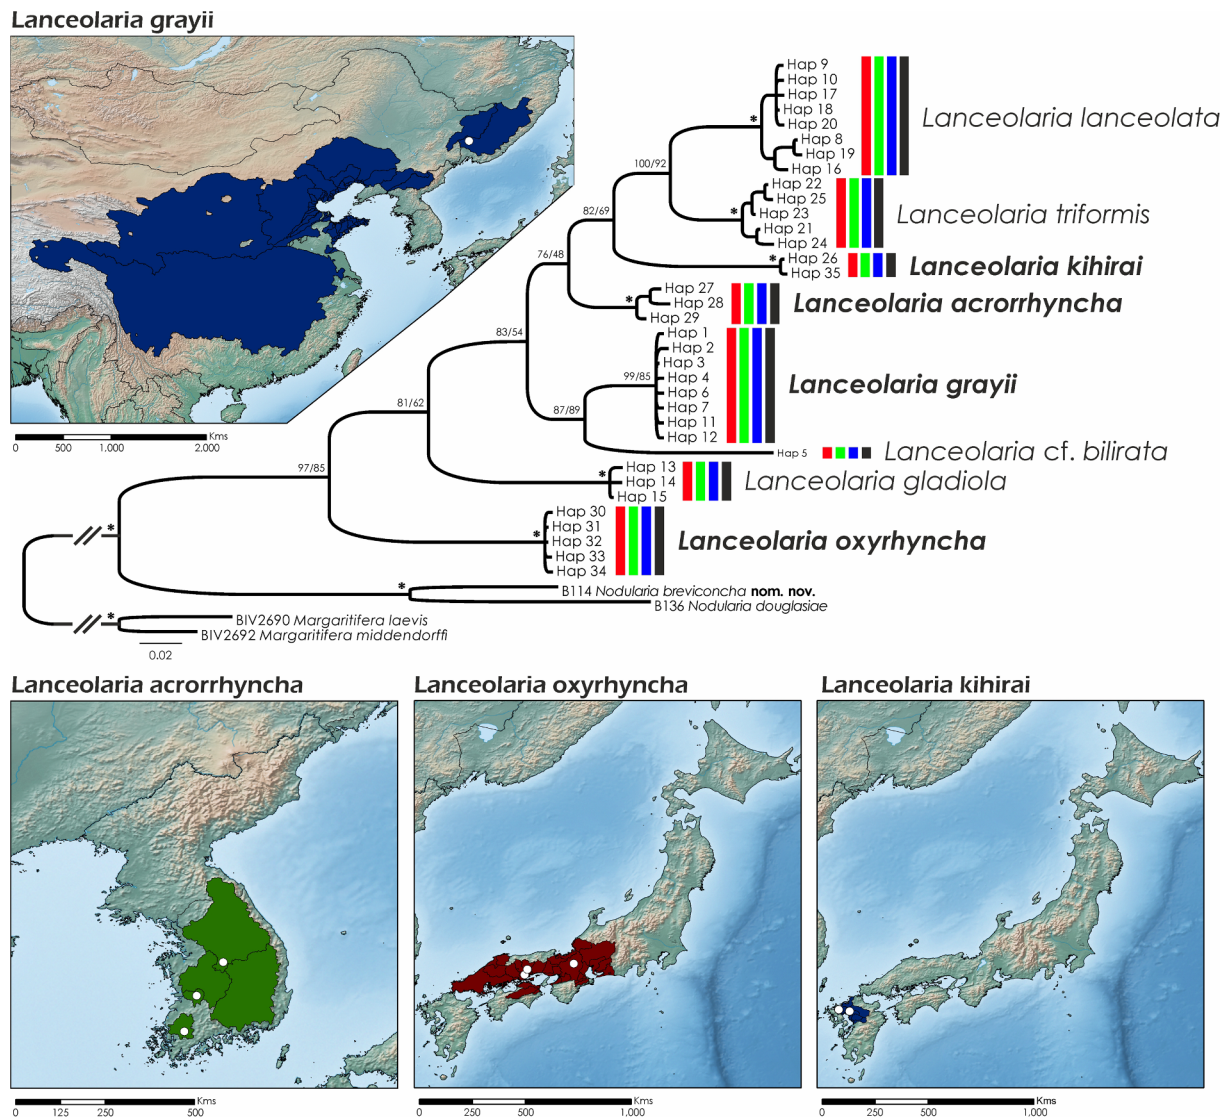 Lanceolaria grayii
0 500 1,000 2,000 Kms
Hap 9
Hap 10
Hap 17
Hap 18
Hap 20
Hap 8
Hap 19
Hap 16
*
Lanceolaria lanceolata
100/92
Hap 22
Hap 25
Hap 23
Hap 21
Hap 24
*
Lanceolaria triformis
82/69
Hap 26
Hap 35
*
Lanceolaria kihirai
76/48
Hap 27
Hap 28
Hap 29
*
Lanceolaria acrorrhyncha
83/54
Hap 1
Hap 2
Hap 3
Hap 4
Hap 6
Hap 7
Hap 11
Hap 12
99/85
Lanceolaria grayii
87/89
Hap 5
Lanceolaria cf. bilirata
81/62
Hap 13
Hap 14
Hap 15
*
Lanceolaria gladiola
97/85
Hap 30
Hap 31
Hap 32
Hap 33
Hap 34
*
Lanceolaria oxyrhyncha
*
*
B114 Nodularia breviconcha nom. nov.
B136 Nodularia douglasiae
*
BIV2690 Margaritifera laevis
BIV2692 Margaritifera middendorffi
0.02
Lanceolaria acrorrhyncha
0 125 250 500 Kms
Lanceolaria oxyrhyncha
0 250 500 1,000 Kms
Lanceolaria kihirai
0 250 500 1,000 Kms